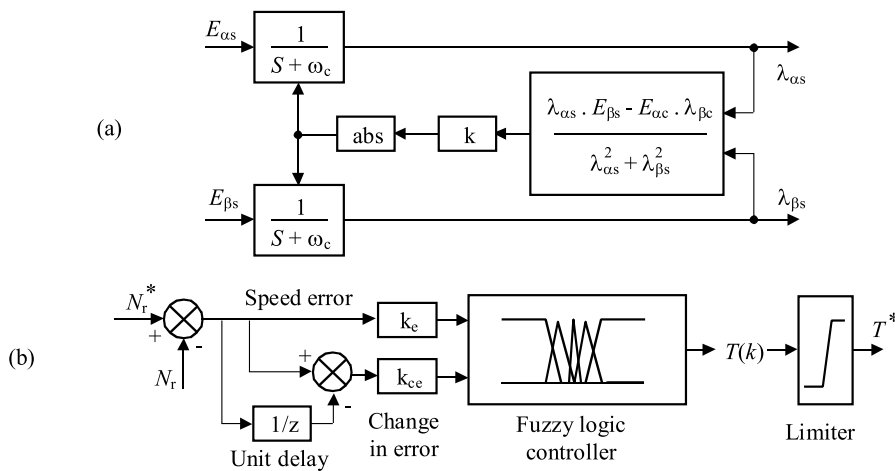 (a)
Eαs
1
S + ωc
λαs
λαs . Eβs - Eαc . λβc
λ²αs + λ²βs
k
abs
Eβs
1
S + ωc
λβs
(b)
Nr*
+
-
Nr
Speed error
ke
+
-
kce
1/z
Unit delay
Change
in error
Fuzzy logic
controller
T(k)
Limiter
T*